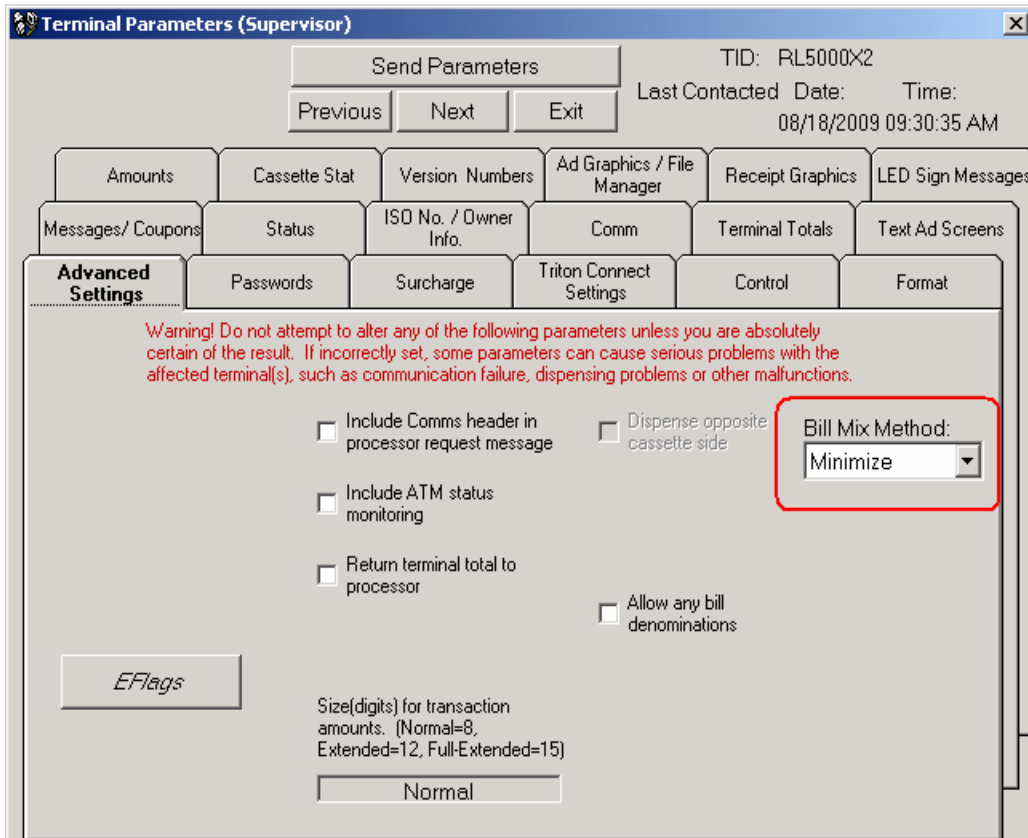 Terminal Parameters (Supervisor)
Send Parameters
Previous
Next
Exit
TID: RL5000X2
Last Contacted Date: Time:
08/18/2009 09:30:35 AM
Amounts
Cassette Stat
Version Numbers
Ad Graphics / File
Manager
Receipt Graphics
LED Sign Messages
Messages/ Coupons
Status
ISO No. / Owner
Info.
Comm
Terminal Totals
Text Ad Screens
Advanced
Settings
Passwords
Surcharge
Triton Connect
Settings
Control
Format
Warning! Do not attempt to alter any of the following parameters unless you are absolutely
certain of the result. If incorrectly set, some parameters can cause serious problems with the
affected terminal(s), such as communication failure, dispensing problems or other malfunctions.
Include Comms header in
processor request message
Dispense opposite
cassette side
Bill Mix Method:
Minimize
Include ATM status
monitoring
Return terminal total to
processor
Allow any bill
denominations
EFlags
Size(digits) for transaction
amounts. (Normal=8,
Extended=12, Full-Extended=15)
Normal